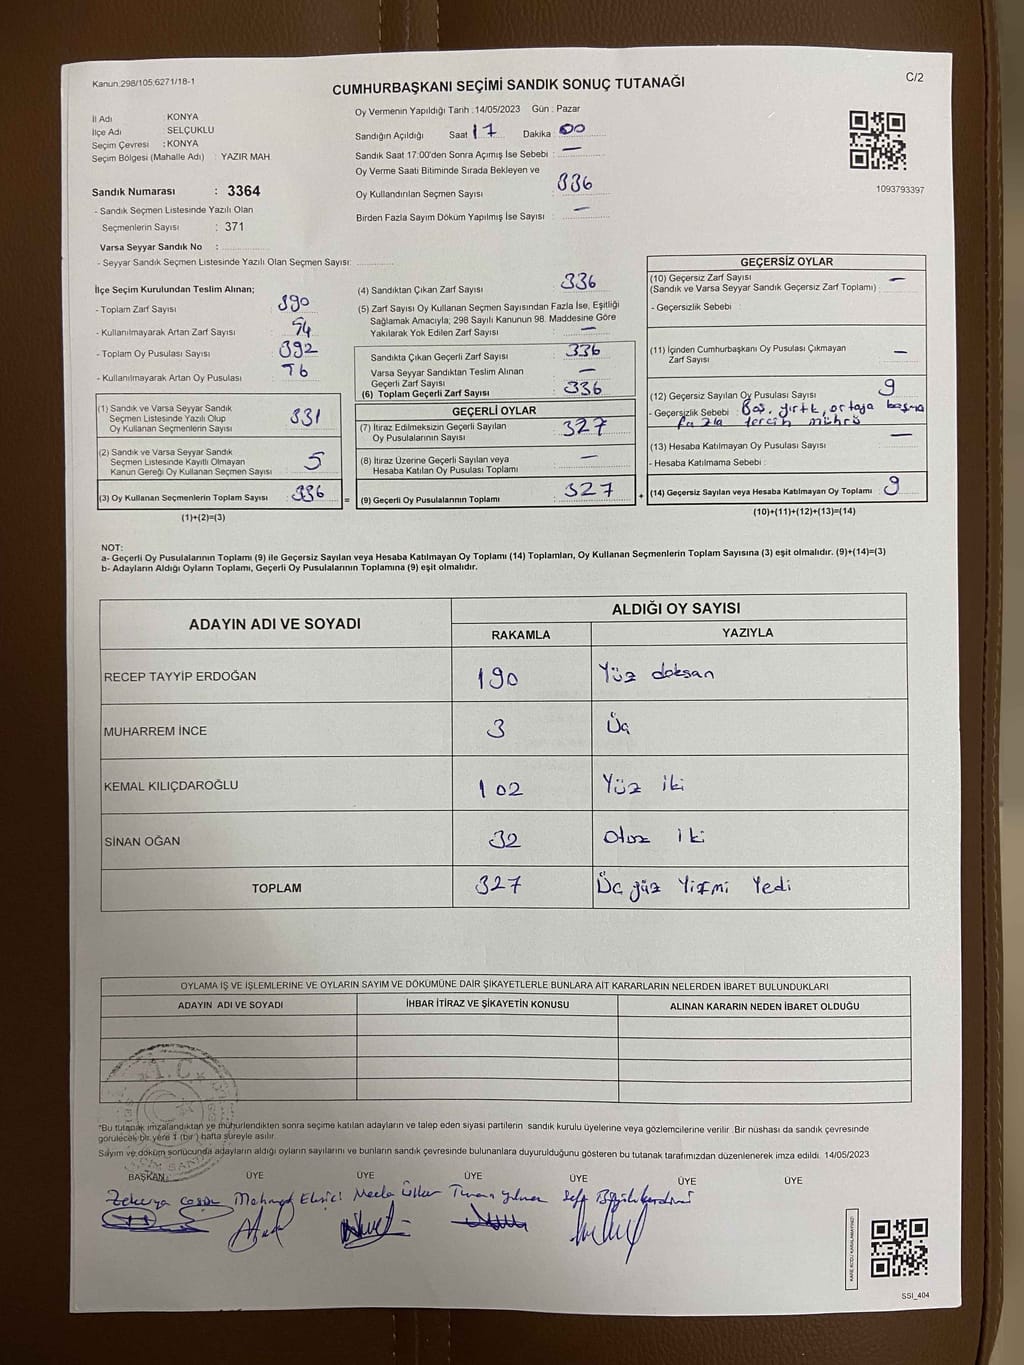 Kanun:298/105;6271/18-1
C/2
CUMHURBAŞKANI SEÇİMİ SANDIK SONUÇ TUTANAĞI
İl Adı : KONYA
İlçe Adı : SELÇUKLU
Seçim Çevresi : KONYA
Seçim Bölgesi (Mahalle Adı) : YAZIR MAH
Sandık Numarası : 3364
- Sandık Seçmen Listesinde Yazılı Olan
Seçmenlerin Sayısı : 371
Varsa Seyyar Sandık No :
- Seyyar Sandık Seçmen Listesinde Yazılı Olan Seçmen Sayısı:
Oy Vermenin Yapıldığı Tarih : 14/05/2023 Gün : Pazar
Sandığın Açıldığı Saat 17 Dakika 00
Sandık Saat 17:00'den Sonra Açımış İse Sebebi : —
Oy Verme Saati Bitiminde Sırada Bekleyen ve
Oy Kullandırılan Seçmen Sayısı : 336
Birden Fazla Sayım Döküm Yapılmış İse Sayısı : —
1093793397
İlçe Seçim Kurulundan Teslim Alınan;
- Toplam Zarf Sayısı : 390
- Kullanılmayarak Artan Zarf Sayısı : 54
- Toplam Oy Pusulası Sayısı : 392
- Kullanılmayarak Artan Oy Pusulası
(1) Sandık ve Varsa Seyyar Sandık
Seçmen Listesinde Yazılı Olup
Oy Kullanan Seçmenlerin Sayısı 331
(2) Sandık ve Varsa Seyyar Sandık
Seçmen Listesinde Kayıtlı Olmayan
Kanun Gereği Oy Kullanan Seçmen Sayısı 5
(3) Oy Kullanan Seçmenlerin Toplam Sayısı 336
(1)+(2)=(3)
(4) Sandıktan Çıkan Zarf Sayısı : 336
(5) Zarf Sayısı Oy Kullanan Seçmen Sayısından Fazla İse, Eşitliği
Sağlamak Amacıyla, 298 Sayılı Kanunun 98. Maddesine Göre
Yakılarak Yok Edilen Zarf Sayısı : —
Sandıkta Çıkan Geçerli Zarf Sayısı : 336
Varsa Seyyar Sandıktan Teslim Alınan
Geçerli Zarf Sayısı : —
(6) Toplam Geçerli Zarf Sayısı : 336
GEÇERLİ OYLAR
(7) İtiraz Edilmeksizin Geçerli Sayılan
Oy Pusulalarının Sayısı : 327
(8) İtiraz Üzerine Geçerli Sayılan veya
Hesaba Katılan Oy Pusulası Toplamı : —
= (9) Geçerli Oy Pusulalarının Toplamı : 327 +
GEÇERSİZ OYLAR
(10) Geçersiz Zarf Sayısı
(Sandık ve Varsa Seyyar Sandık Geçersiz Zarf Toplamı) : —
- Geçersizlik Sebebi :
(11) İçinden Cumhurbaşkanı Oy Pusulası Çıkmayan
Zarf Sayısı : —
(12) Geçersiz Sayılan Oy Pusulası Sayısı : 9
- Geçersizlik Sebebi : Boş, yırtık, ortaya basma
fazla tercih mührü
(13) Hesaba Katılmayan Oy Pusulası Sayısı : —
- Hesaba Katılmama Sebebi :
(14) Geçersiz Sayılan veya Hesaba Katılmayan Oy Toplamı : 9
(10)+(11)+(12)+(13)=(14)
NOT:
a- Geçerli Oy Pusulalarının Toplamı (9) ile Geçersiz Sayılan veya Hesaba Katılmayan Oy Toplamı (14) Toplamları, Oy Kullanan Seçmenlerin Toplam Sayısına (3) eşit olmalıdır. (9)+(14)=(3)
b- Adayların Aldığı Oyların Toplamı, Geçerli Oy Pusulalarının Toplamına (9) eşit olmalıdır.
ADAYIN ADI VE SOYADI ALDIĞI OY SAYISI
RAKAMLA YAZIYLA
RECEP TAYYİP ERDOĞAN 190 Yüz doksan
MUHARREM İNCE 3 Üç
KEMAL KILIÇDAROĞLU 102 Yüz iki
SİNAN OĞAN 32 Otuz iki
TOPLAM 327 Üç yüz Yirmi Yedi
OYLAMA İŞ VE İŞLEMLERİNE VE OYLARIN SAYIM VE DÖKÜMÜNE DAİR ŞİKAYETLERLE BUNLARA AİT KARARLARIN NELERDEN İBARET BULUNDUKLARI
ADAYIN ADI VE SOYADI İHBAR İTİRAZ VE ŞİKAYETİN KONUSU ALINAN KARARIN NEDEN İBARET OLDUĞU
T.C.
*Bu tutanak imzalandıktan ve mühürlendikten sonra seçime katılan adayların ve talep eden siyasi partilerin sandık kurulu üyelerine veya gözlemcilerine verilir. Bir nüshası da sandık çevresinde
görülecek bir yere 1 (bir) hafta süreyle asılır.
Sayım ve döküm sonucunda adayların aldığı oyların sayılarını ve bunların sandık çevresinde bulunanlara duyurulduğunu gösteren bu tutanak tarafımızdan düzenlenerek imza edildi. 14/05/2023
BAŞKAN ÜYE ÜYE ÜYE ÜYE ÜYE ÜYE
Zekerya
KARE KODU KARALAMAYINIZ!
SSI_404